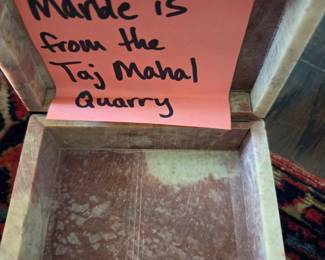 Marble is
from the
Taj Mahal
Quarry